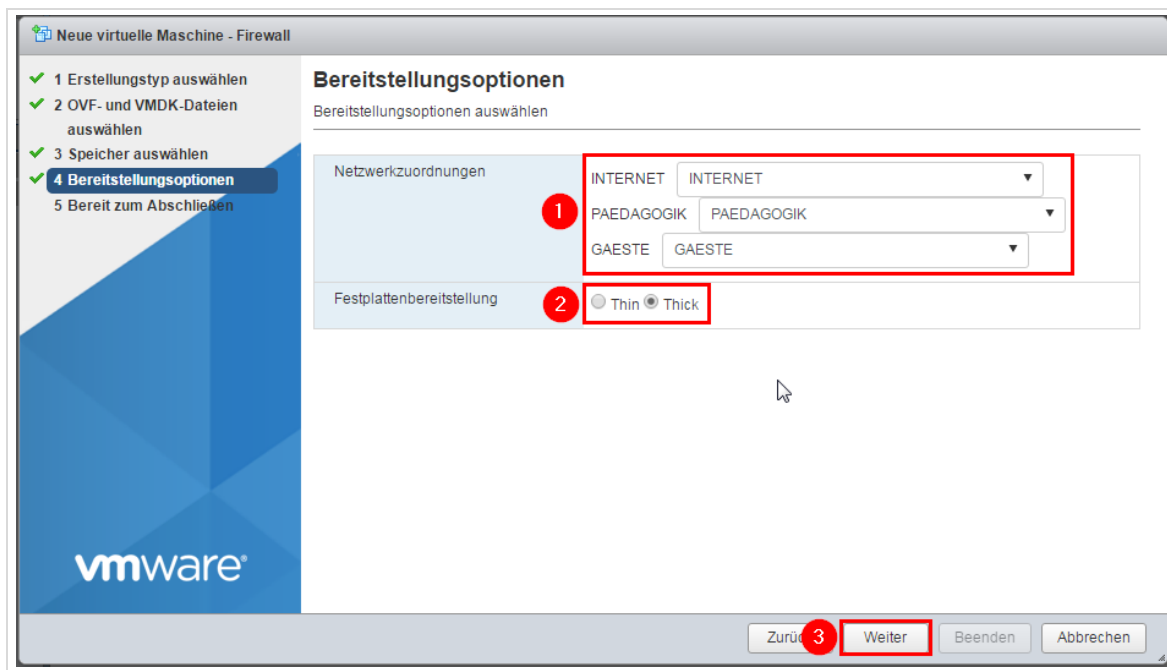 Neue virtuelle Maschine - Firewall
1 Erstellungstyp auswählen
2 OVF- und VMDK-Dateien
auswählen
3 Speicher auswählen
4 Bereitstellungsoptionen
5 Bereit zum Abschließen
vmware®
Bereitstellungsoptionen
Bereitstellungsoptionen auswählen
Netzwerkzuordnungen
1
INTERNET INTERNET
PAEDAGOGIK PAEDAGOGIK
GAESTE GAESTE
Festplattenbereitstellung
2
Thin Thick
3
Weiter Beenden Abbrechen